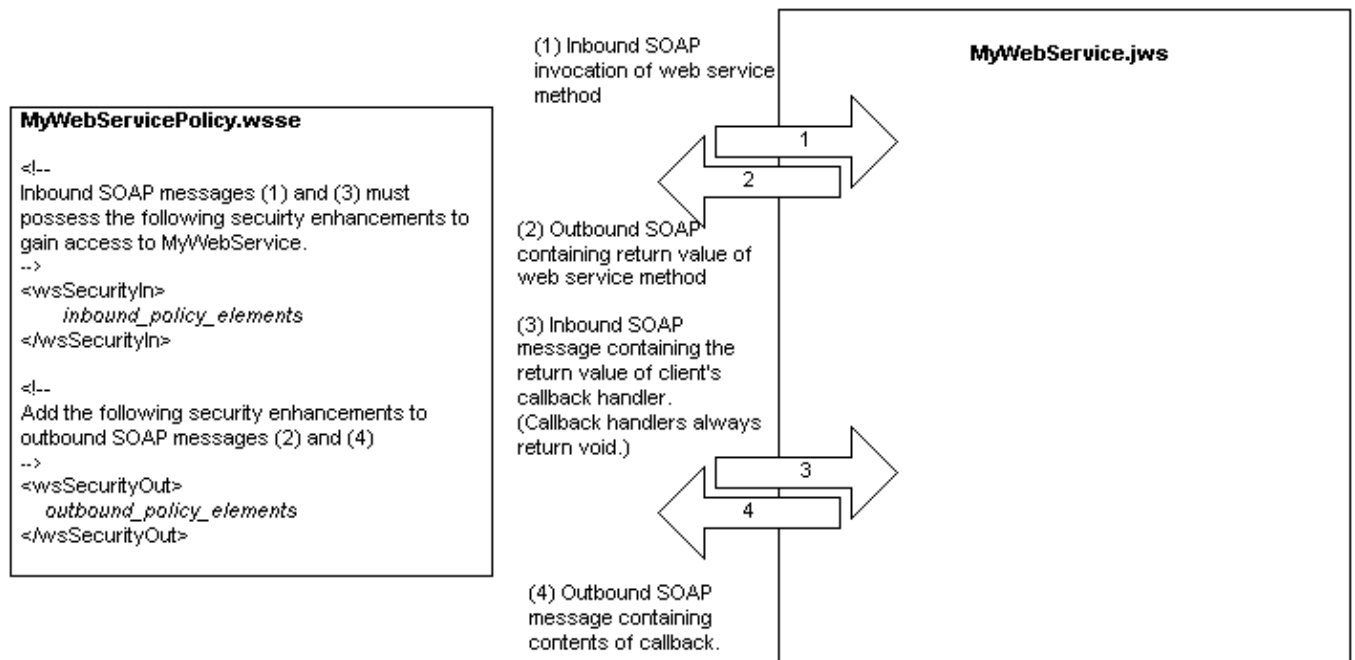 MyWebServicePolicy.wsse
<!--
Inbound SOAP messages (1) and (3) must
possess the following secuirty enhancements to
gain access to MyWebService.
-->
<wsSecurityIn>
inbound_policy_elements
</wsSecurityIn>
<!--
Add the following security enhancements to
outbound SOAP messages (2) and (4)
-->
<wsSecurityOut>
outbound_policy_elements
</wsSecurityOut>
(1) Inbound SOAP
invocation of web service
method
1
2
(2) Outbound SOAP
containing return value of
web service method
(3) Inbound SOAP
message containing the
return value of client's
callback handler.
(Callback handlers always
return void.)
3
4
(4) Outbound SOAP
message containing
contents of callback.
MyWebService.jws